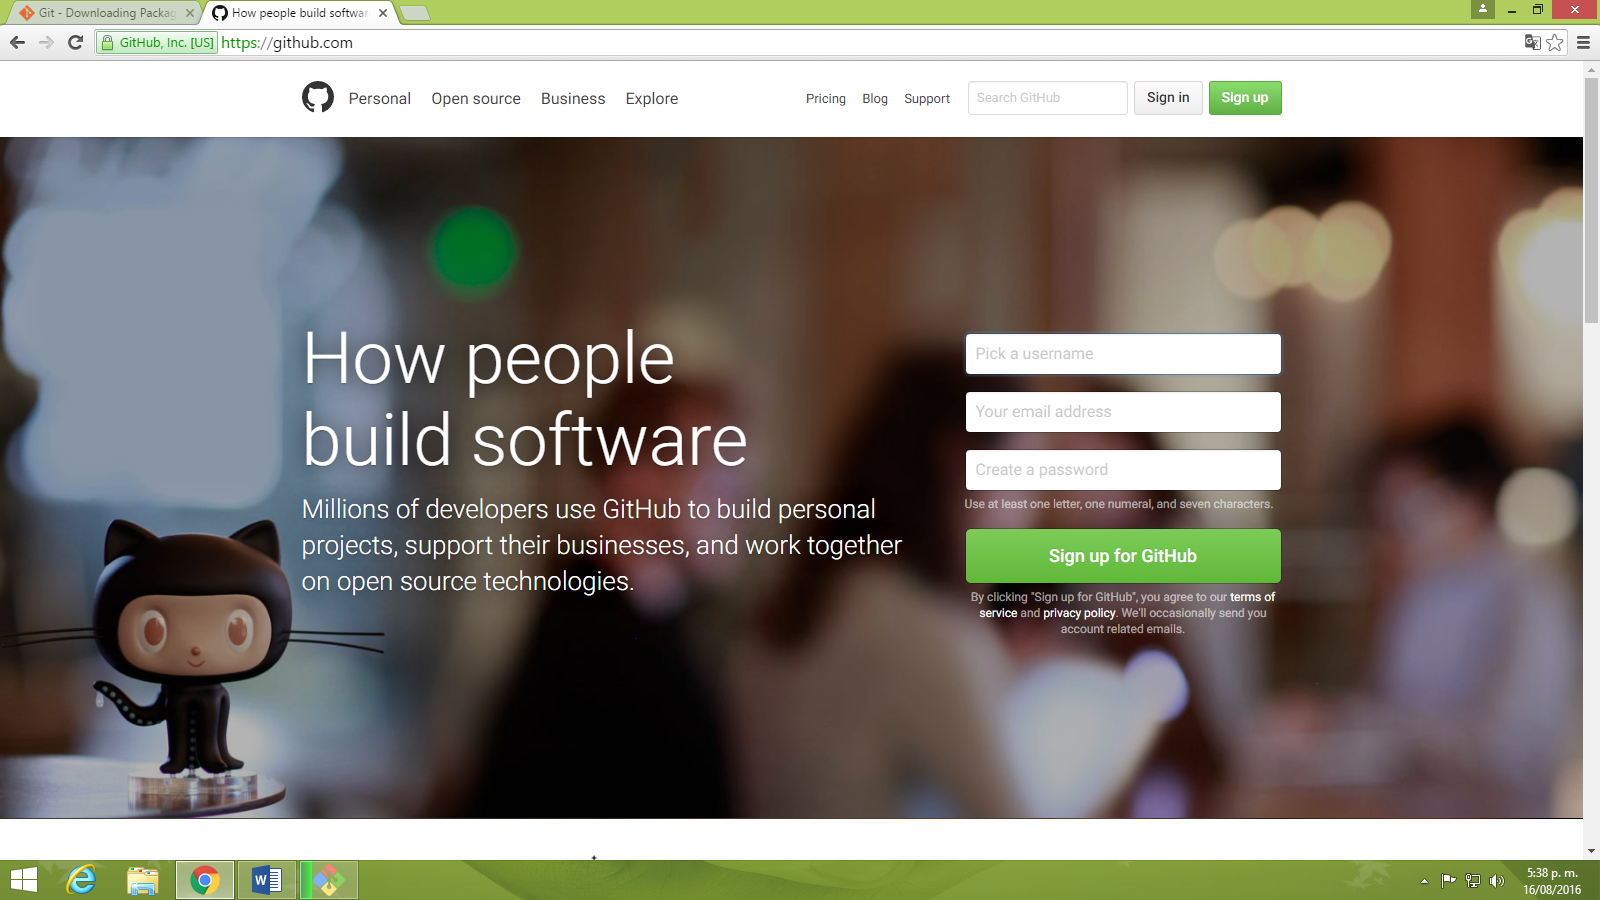 Git - Downloading Packag
How people build softwar
GitHub, Inc. [US] https://github.com
Personal Open source Business Explore Pricing Blog Support Search GitHub Sign in Sign up
How people
build software
Millions of developers use GitHub to build personal
projects, support their businesses, and work together
on open source technologies.
Pick a username
Your email address
Create a password
Use at least one letter, one numeral, and seven characters.
Sign up for GitHub
By clicking "Sign up for GitHub", you agree to our terms of
service and privacy policy. We'll occasionally send you
account related emails.
5:38 p. m.
16/08/2016